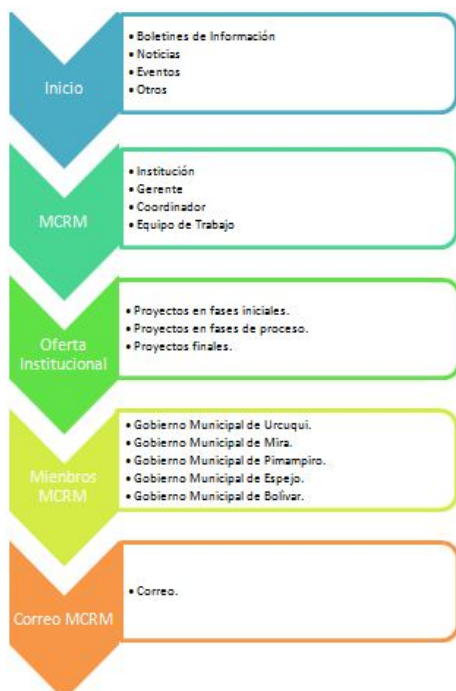 Inicio
• Boletines de Información
• Noticias
• Eventos
• Otros
MCRM
• Institución
• Gerente
• Coordinador
• Equipo de Trabajo
Oferta
Institucional
• Proyectos en fases iniciales.
• Proyectos en fases de proceso.
• Proyectos finales.
Mienbros
MCRM
• Gobierno Municipal de Urcuqui.
• Gobierno Municipal de Mira.
• Gobierno Municipal de Pimampiro.
• Gobierno Municipal de Espejo.
• Gobierno Municipal de Bolívar.
Correo MCRM
• Correo.